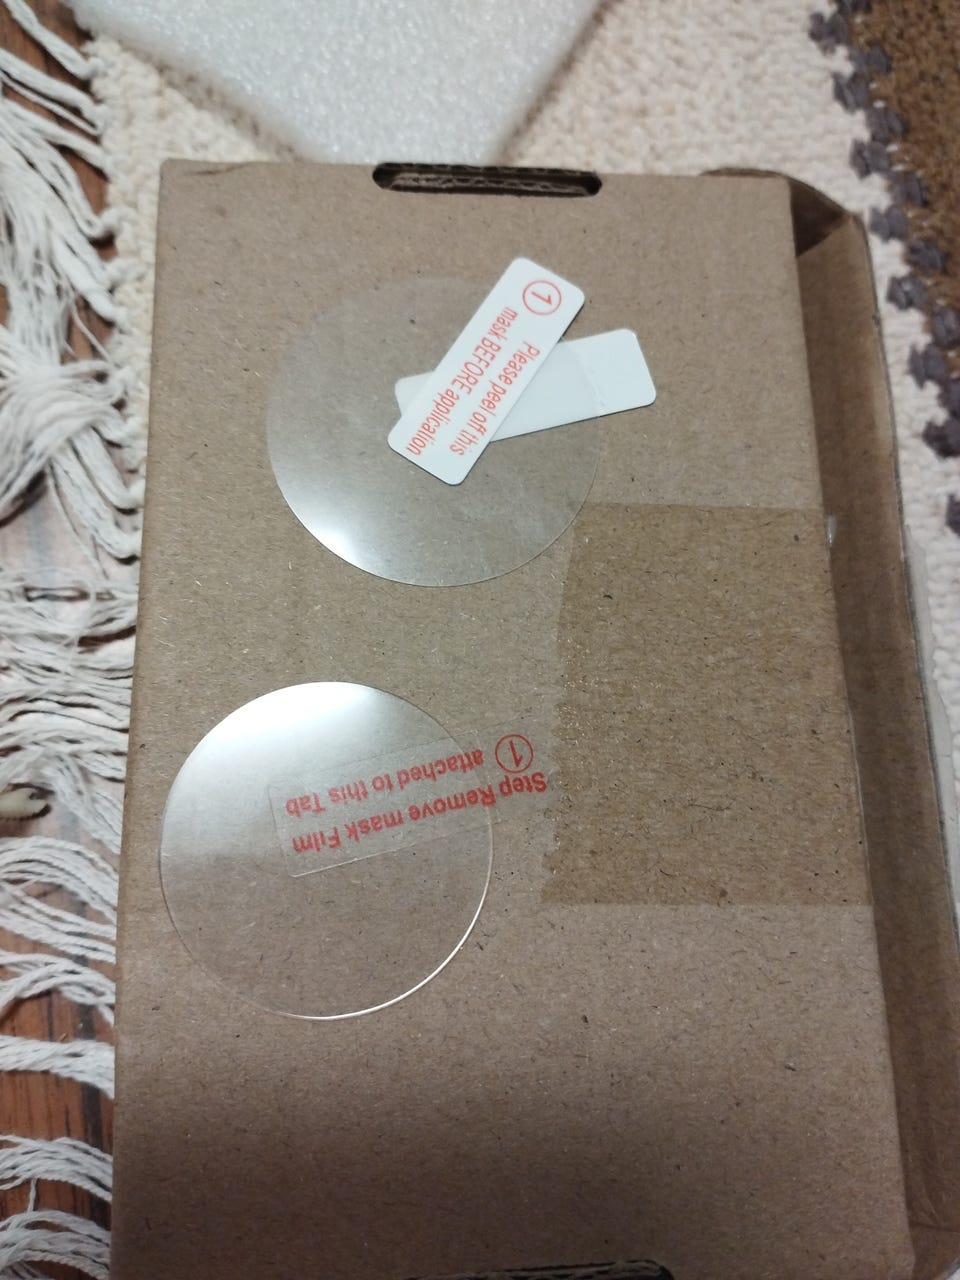 ①
Please peel off this
mask BEFORE application
Step Remove mask Film
①
attached to this Tab